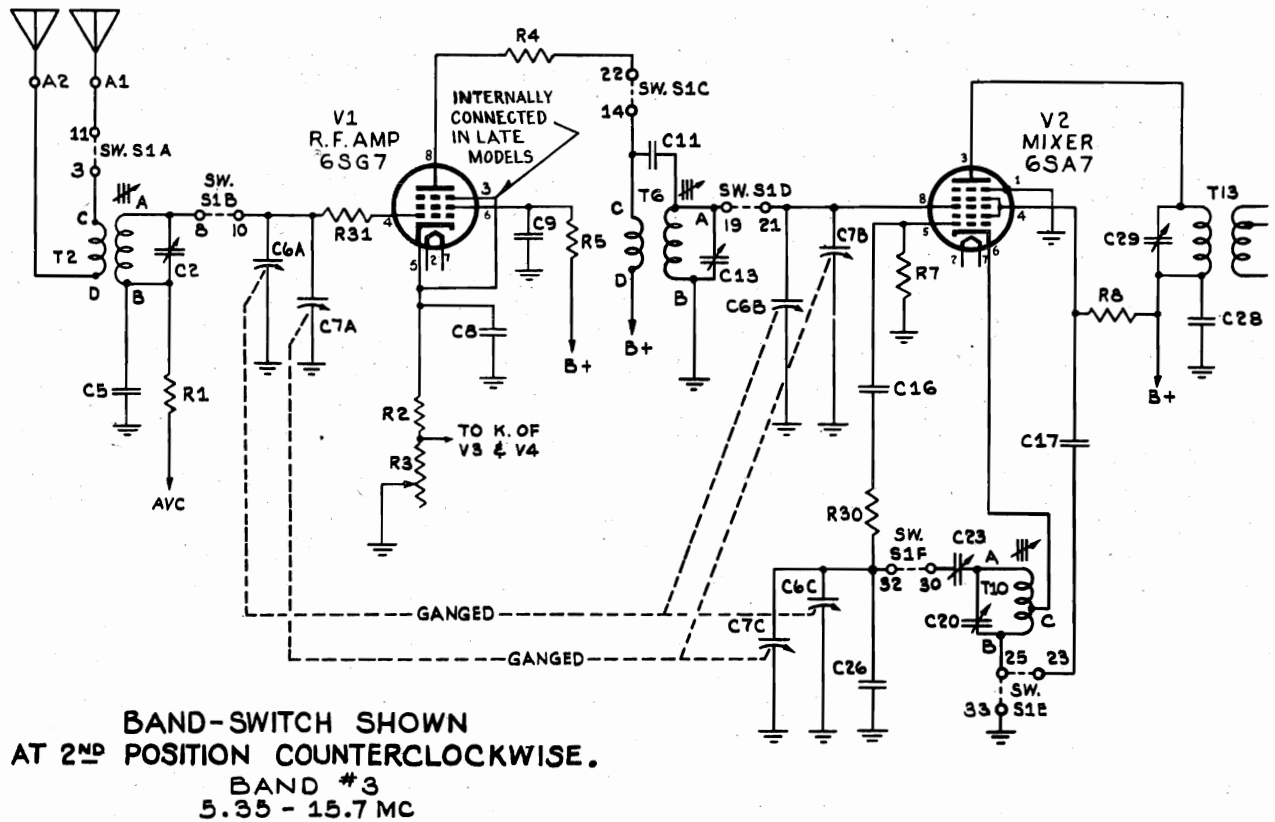 A2
A1
11
SW. S1A
3
C
T2
D
A
B
C2
C5
R1
AVC
SW.
S1B
8
10
C6A
C7A
R31
V1
R.F. AMP
6SG7
8
4
3
6
5
2
7
INTERNALLY
CONNECTED
IN LATE
MODELS
R4
C9
R5
B+
C8
R2
R3
TO K. OF
V3 & V4
22
SW. S1C
14
C11
T6
C
D
B+
A
B
C13
SW. S1D
19
21
C6B
C7B
V2
MIXER
6SA7
3
1
8
4
5
2
7
6
R7
C16
R30
C29
T13
R8
C28
B+
C17
SW.
S1F
32
30
C23
A
T10
C20
C
B
25
23
SW.
33
S1E
C6C
C7C
C26
GANGED
GANGED
BAND-SWITCH SHOWN
AT 2ND POSITION COUNTERCLOCKWISE.
BAND #3
5.35 - 15.7 MC